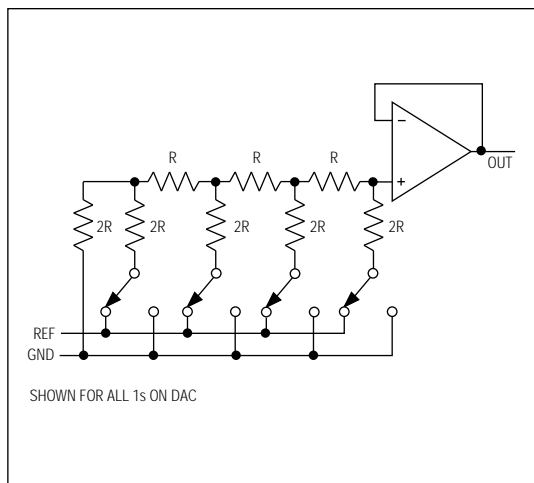 R R R
OUT
2R 2R 2R 2R 2R
REF
GND
SHOWN FOR ALL 1s ON DAC